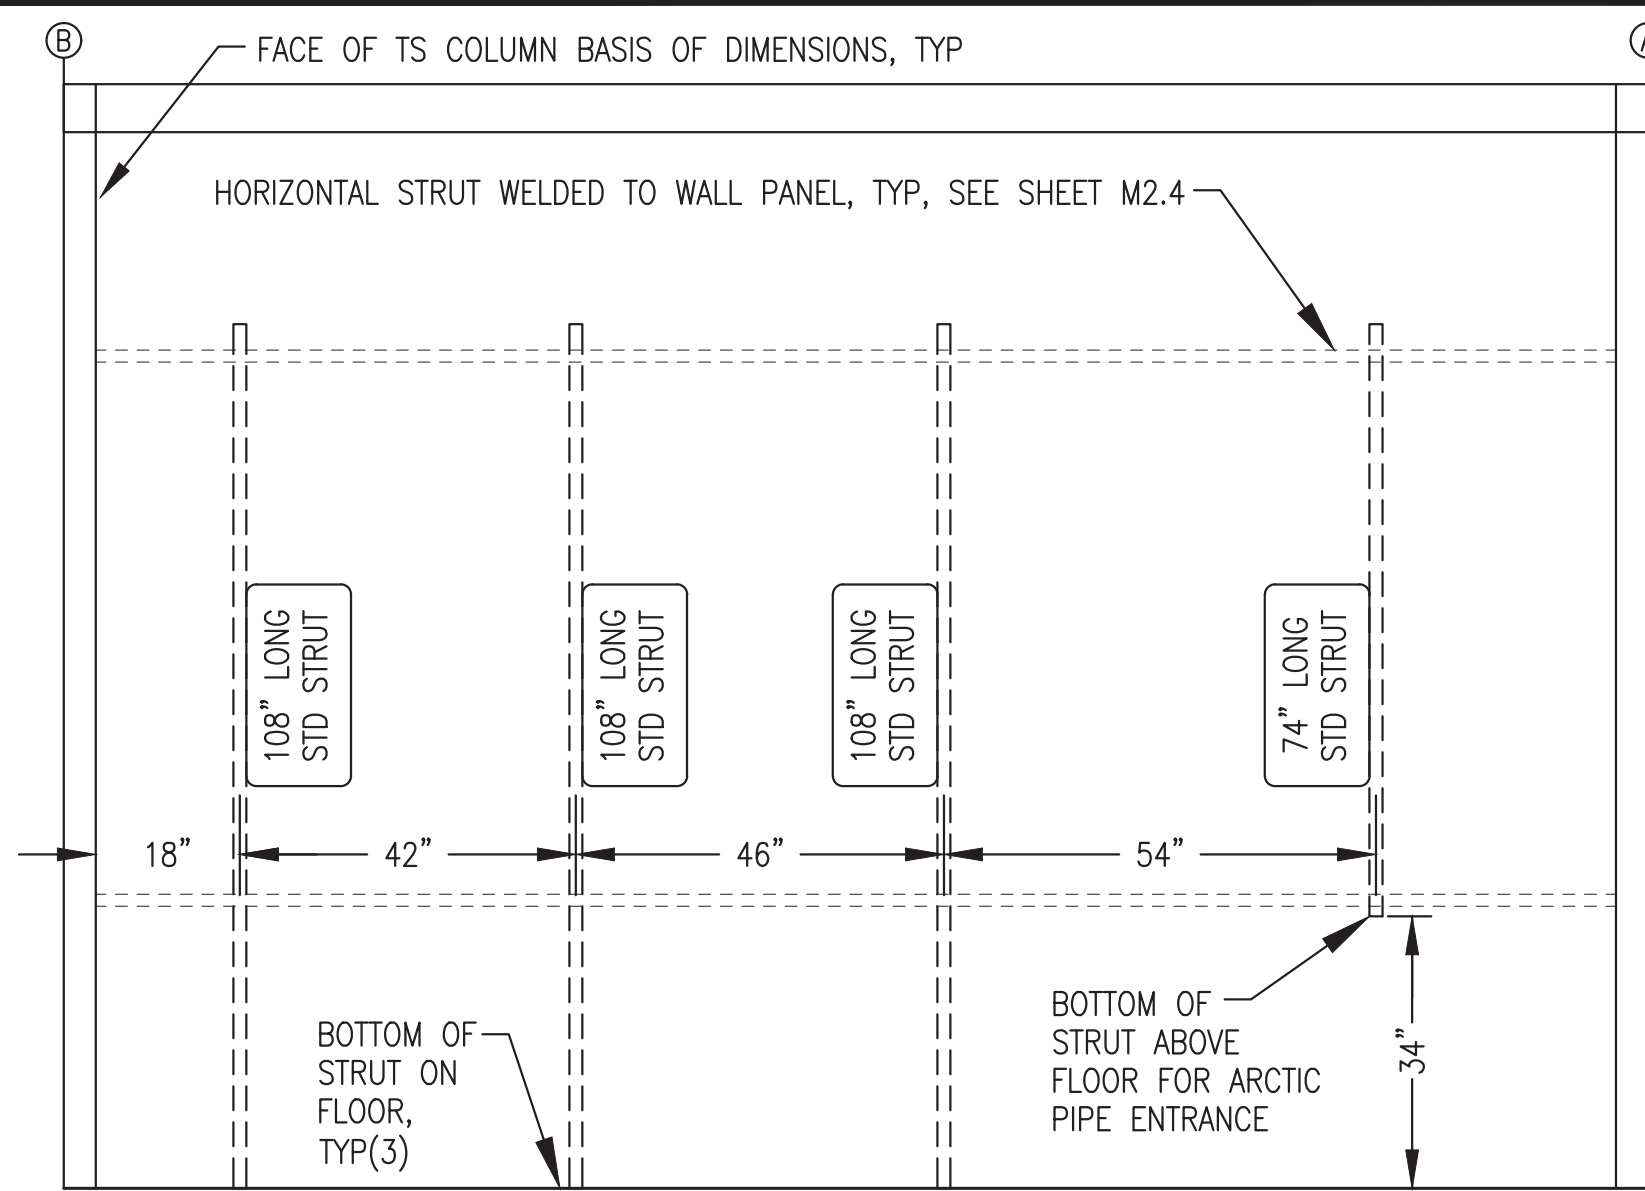 B
FACE OF TS COLUMN BASIS OF DIMENSIONS, TYP
HORIZONTAL STRUT WELDED TO WALL PANEL, TYP, SEE SHEET M2.4
108" LONG
STD STRUT
108" LONG
STD STRUT
108" LONG
STD STRUT
74" LONG
STD STRUT
18"
42"
46"
54"
BOTTOM OF
STRUT ON
FLOOR,
TYP(3)
BOTTOM OF
STRUT ABOVE
FLOOR FOR ARCTIC
PIPE ENTRANCE
34"